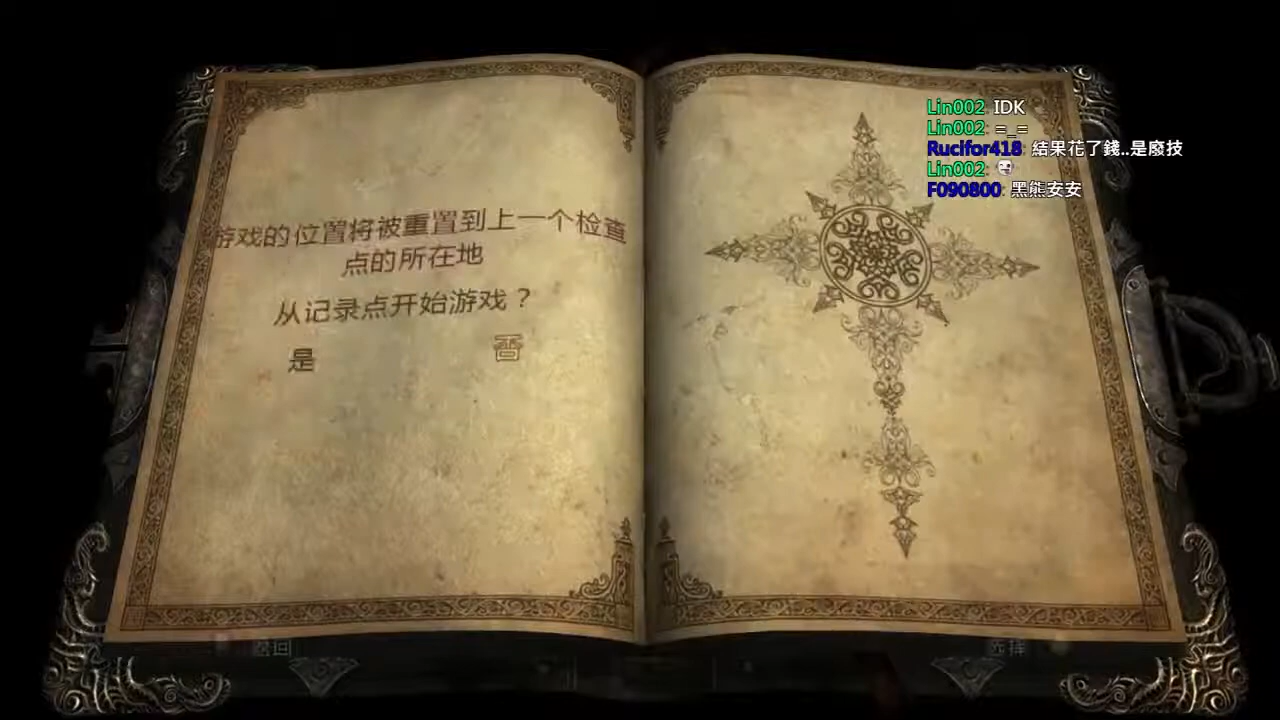 游戏的位置将被重置到上一个检查
点的所在地
从记录点开始游戏？
是 否
Lin002: IDK
Lin002: =_=
Rucifor418: 結果花了錢..是廢技
Lin002:
F090800: 黑熊安安
选择